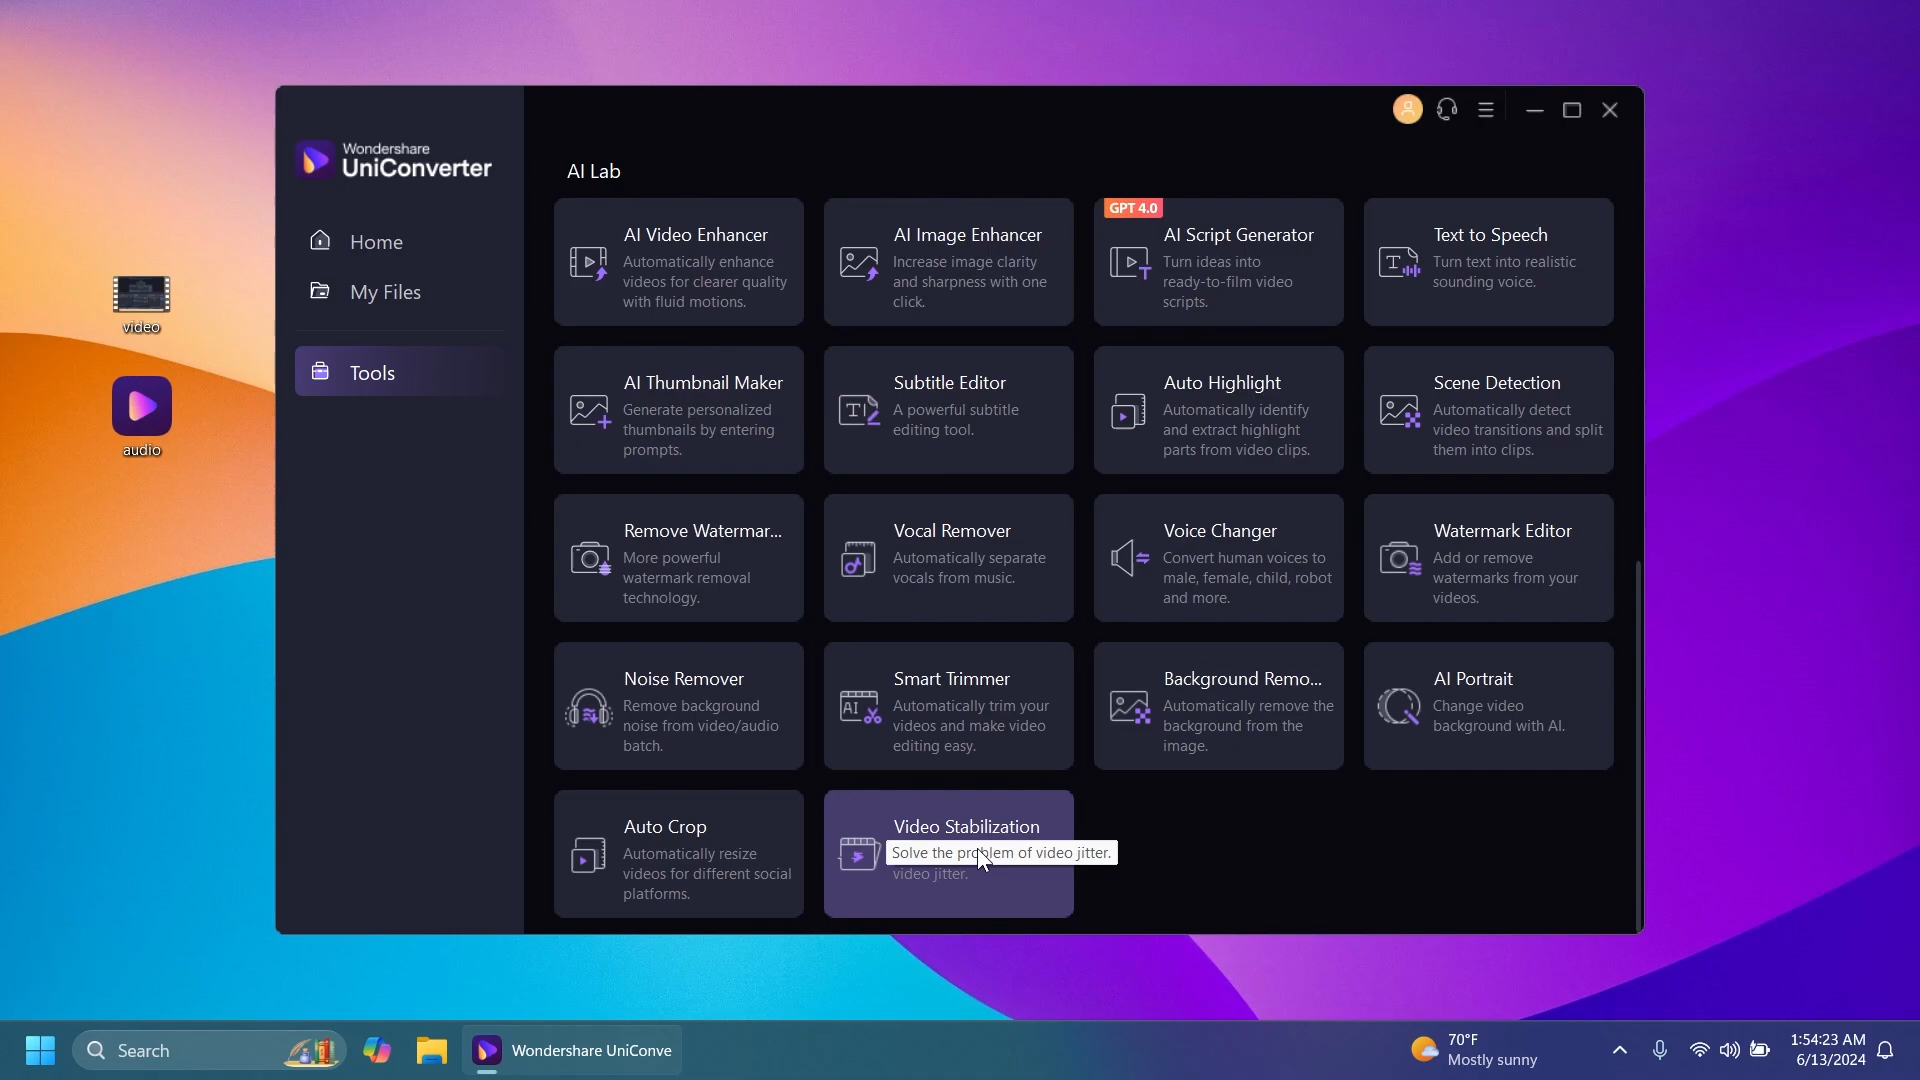 Wondershare
UniConverter
Home
My Files
Tools
AI Lab
AI Video Enhancer
Automatically enhance
videos for clearer quality
with fluid motions.
AI Image Enhancer
Increase image clarity
and sharpness with one
click.
GPT 4.0
AI Script Generator
Turn ideas into
ready-to-film video
scripts.
Text to Speech
Turn text into realistic
sounding voice.
AI Thumbnail Maker
Generate personalized
thumbnails by entering
prompts.
Subtitle Editor
A powerful subtitle
editing tool.
Auto Highlight
Automatically identify
and extract highlight
parts from video clips.
Scene Detection
Automatically detect
video transitions and split
them into clips.
Remove Watermar...
More powerful
watermark removal
technology.
Vocal Remover
Automatically separate
vocals from music.
Voice Changer
Convert human voices to
male, female, child, robot
and more.
Watermark Editor
Add or remove
watermarks from your
videos.
Noise Remover
Remove background
noise from video/audio
batch.
Smart Trimmer
Automatically trim your
videos and make video
editing easy.
Background Remo...
Automatically remove the
background from the
image.
AI Portrait
Change video
background with AI.
Auto Crop
Automatically resize
videos for different social
platforms.
Video Stabilization
Solve the problem of video jitter.
video jitter.
video
audio
Search
Wondershare UniConve
70°F
Mostly sunny
1:54:23 AM
6/13/2024